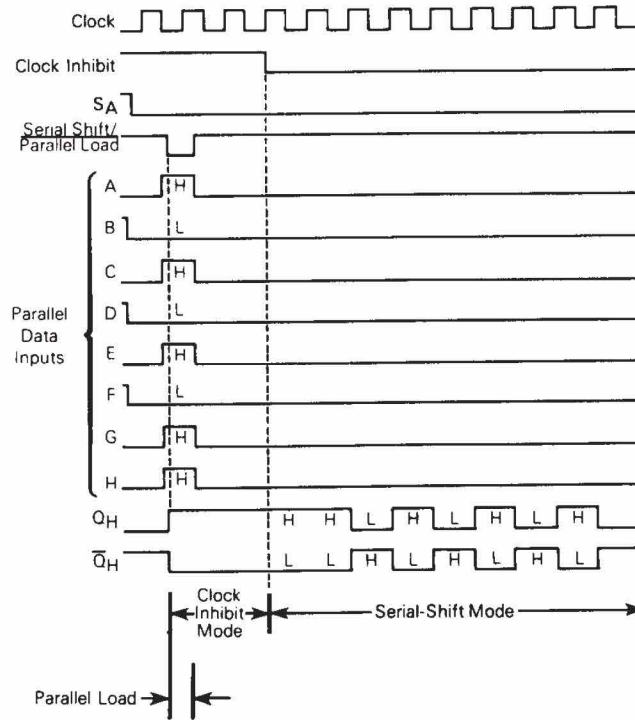 Clock
Clock Inhibit
SA
Serial Shift/
Parallel Load
A H
B L
C H
D L
E H
F L
G H
H H
Parallel
Data
Inputs
QH H H L H L H L H
Q̅H L L H L H L H L
Clock
Inhibit
Mode
Serial-Shift Mode
Parallel Load